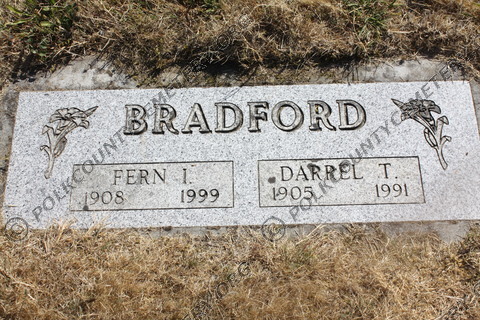 BRADFORD
FERN I.
1908 1999
DARREL T.
1905 1991